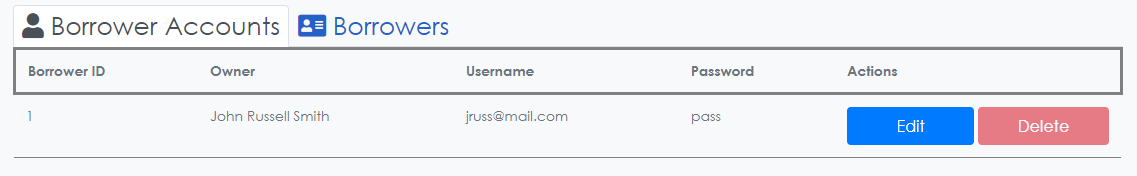 Borrower Accounts Borrowers
Borrower ID Owner Username Password Actions
1 John Russell Smith jruss@mail.com pass Edit Delete